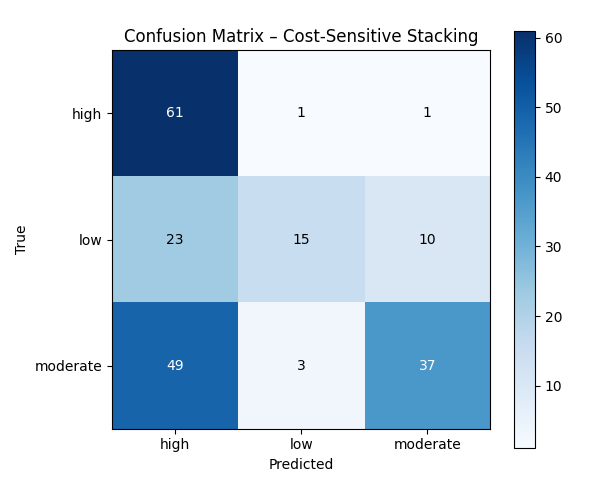 Confusion Matrix – Cost-Sensitive Stacking
True
high
61 1 1
low
23 15 10
moderate
49 3 37
high low moderate
Predicted
60
50
40
30
20
10